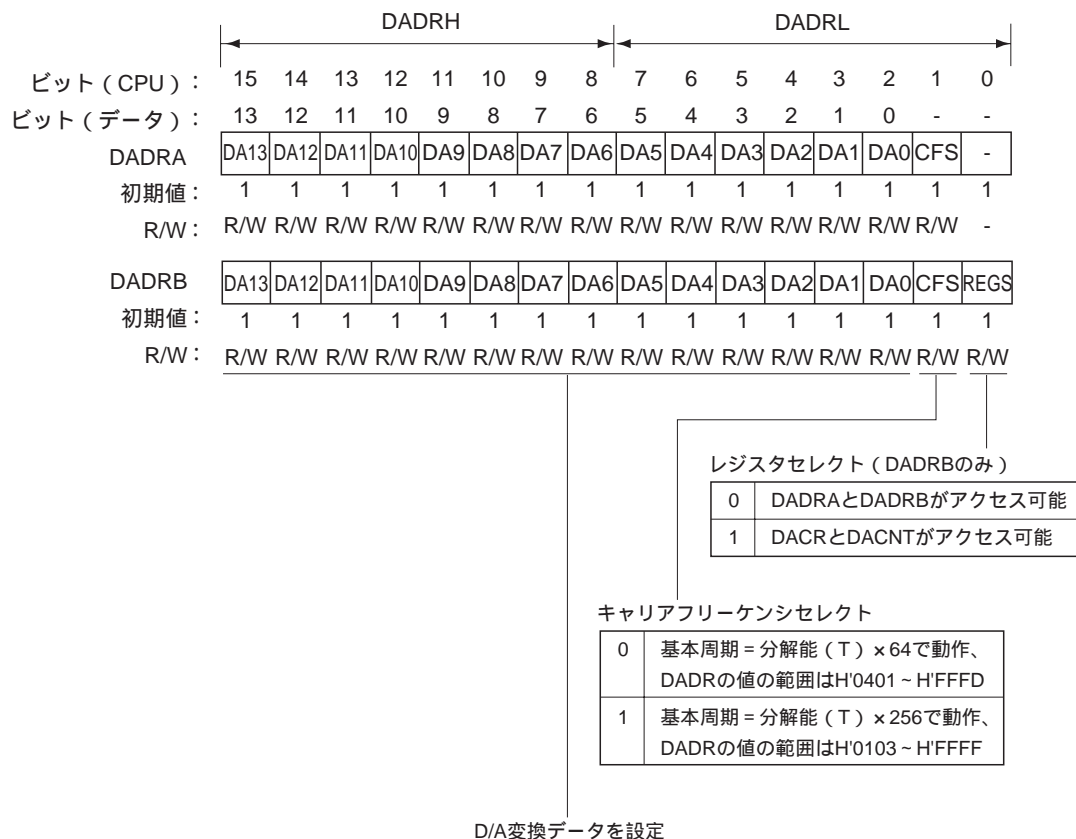 DADRH DADRL
ビット（CPU）： 15 14 13 12 11 10 9 8 7 6 5 4 3 2 1 0
ビット（データ）： 13 12 11 10 9 8 7 6 5 4 3 2 1 0 - -
DADRA DA13 DA12 DA11 DA10 DA9 DA8 DA7 DA6 DA5 DA4 DA3 DA2 DA1 DA0 CFS -
初期値： 1 1 1 1 1 1 1 1 1 1 1 1 1 1 1 1
R/W： R/W R/W R/W R/W R/W R/W R/W R/W R/W R/W R/W R/W R/W R/W R/W -
DADRB DA13 DA12 DA11 DA10 DA9 DA8 DA7 DA6 DA5 DA4 DA3 DA2 DA1 DA0 CFS REGS
初期値： 1 1 1 1 1 1 1 1 1 1 1 1 1 1 1 1
R/W： R/W R/W R/W R/W R/W R/W R/W R/W R/W R/W R/W R/W R/W R/W R/W R/W
レジスタセレクト（DADRBのみ）
0 DADRAとDADRBがアクセス可能
1 DACRとDACNTがアクセス可能
キャリアフリーケンシセレクト
0 基本周期＝分解能（T）×64で動作、
DADRの値の範囲はH'0401～H'FFFD
1 基本周期＝分解能（T）×256で動作、
DADRの値の範囲はH'0103～H'FFFF
D/A変換データを設定